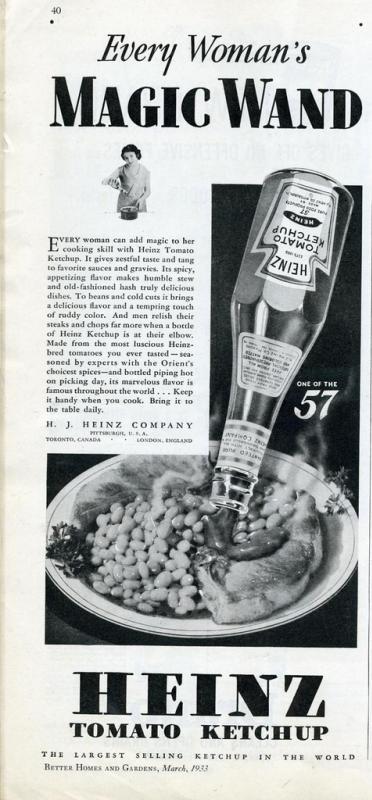 40
Every Woman's
MAGIC WAND
EVERY woman can add magic to her
cooking skill with Heinz Tomato
Ketchup. It gives zestful taste and tang
to favorite sauces and gravies. Its spicy,
appetizing flavor makes humble stew
and old-fashioned hash truly delicious
dishes. To beans and cold cuts it brings
a delicious flavor and a tempting touch
of ruddy color. And men relish their
steaks and chops far more when a bottle
of Heinz Ketchup is at their elbow.
Made from the most luscious Heinz-
bred tomatoes you ever tasted—sea-
soned by experts with the Orient's
choicest spices—and bottled piping hot
on picking day, its marvelous flavor is
famous throughout the world . . . Keep
it handy when you cook. Bring it to
the table daily.
H. J. HEINZ COMPANY
PITTSBURGH, U. S. A.
TORONTO, CANADA · · LONDON, ENGLAND
HEINZ
TOMATO
KETCHUP
HEINZ
57
ONE OF THE
57
HEINZ
TOMATO KETCHUP
THE LARGEST SELLING KETCHUP IN THE WORLD
BETTER HOMES AND GARDENS, March, 1933